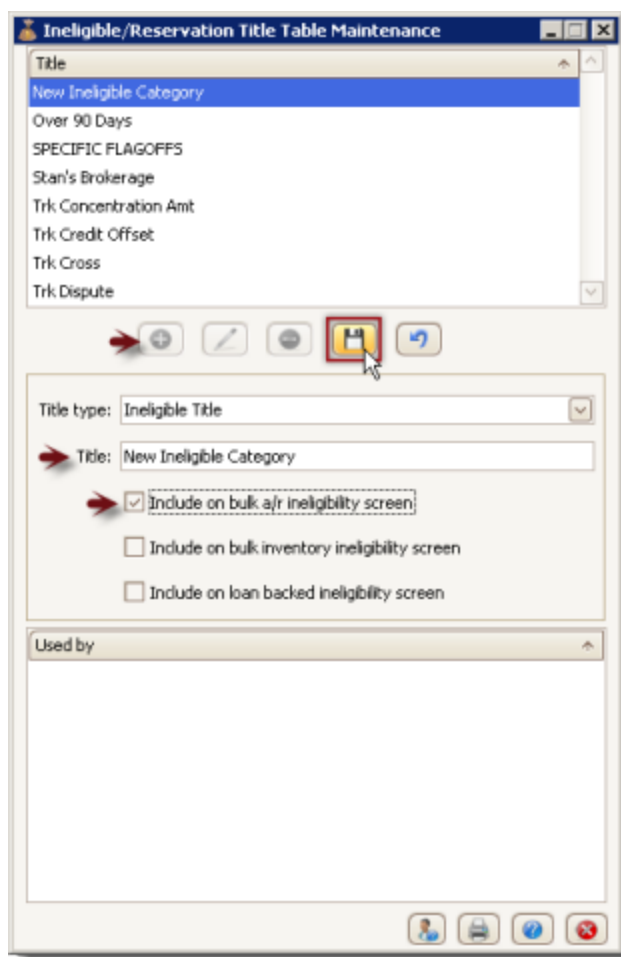 Ineligible/Reservation Title Table Maintenance
Title
New Ineligible Category
Over 90 Days
SPECIFIC FLAGOFFS
Stan's Brokerage
Trk Concentration Amt
Trk Credit Offset
Trk Cross
Trk Dispute
Title type: Ineligible Title
Title: New Ineligible Category
Include on bulk a/r ineligibility screen
Include on bulk inventory ineligibility screen
Include on loan backed ineligibility screen
Used by